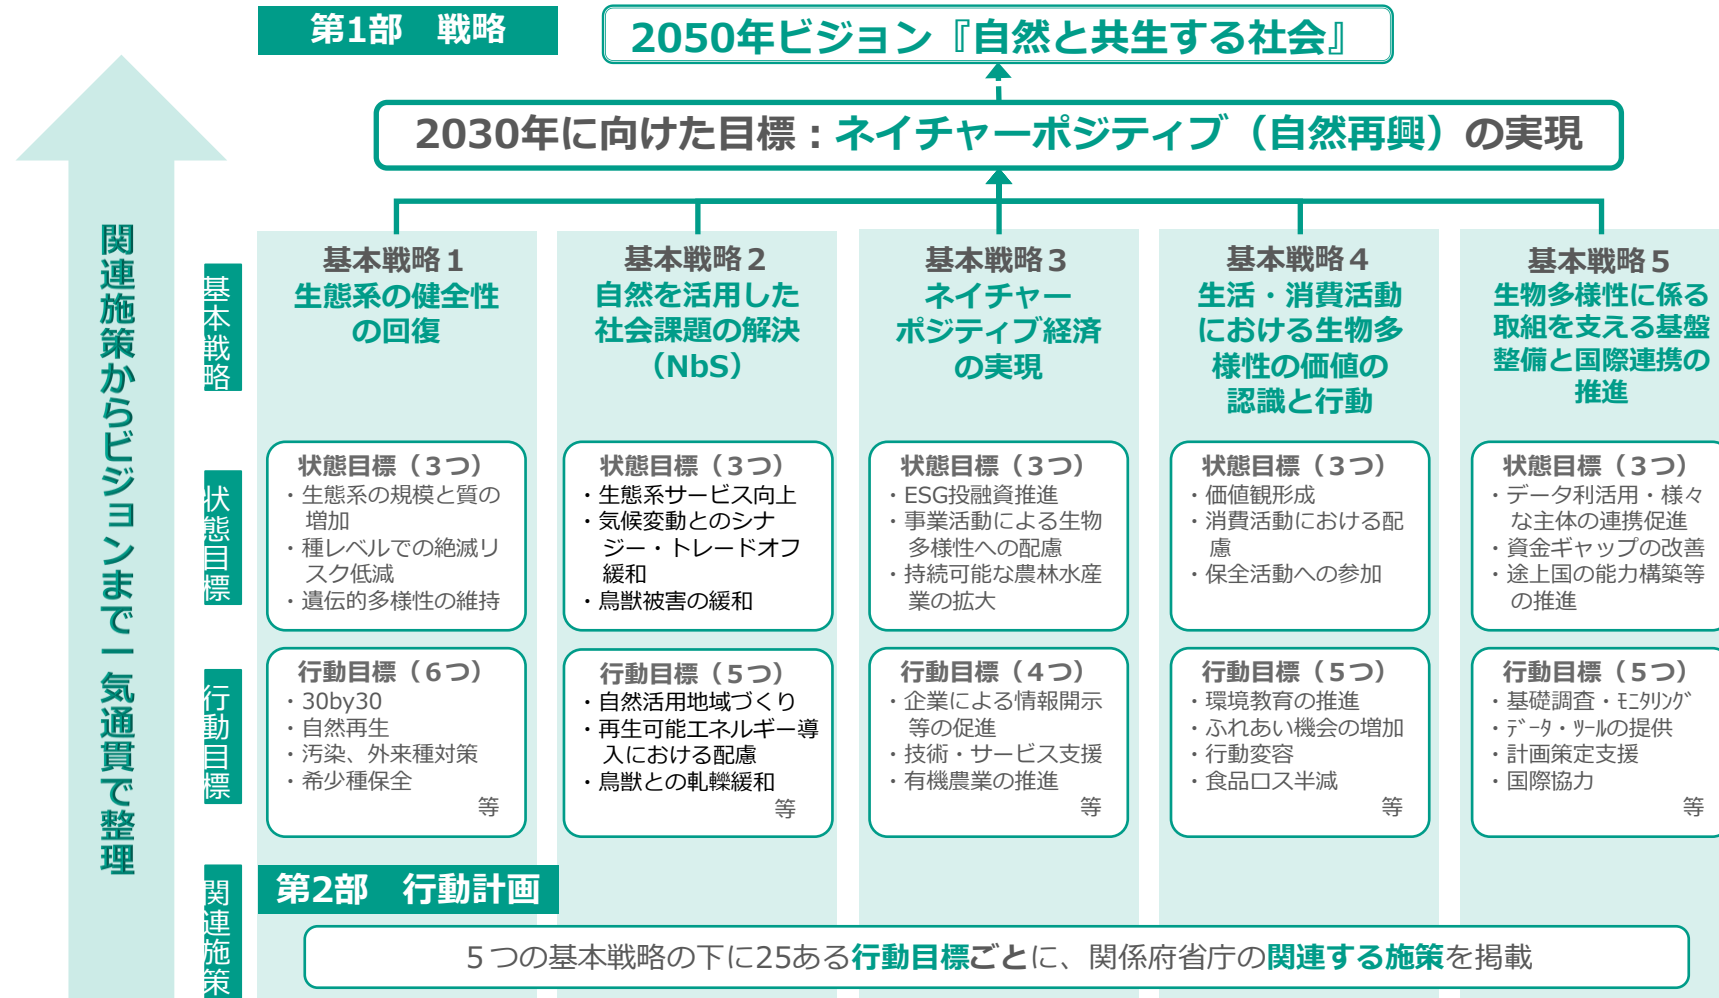 第1部　戦略
2050年ビジョン『自然と共生する社会』
2030年に向けた目標：ネイチャーポジティブ（自然再興）の実現
関連施策からビジョンまで一気通貫で整理
基本戦略
基本戦略１
生態系の健全性
の回復
基本戦略２
自然を活用した
社会課題の解決
（NbS）
基本戦略３
ネイチャー
ポジティブ経済
の実現
基本戦略４
生活・消費活動
における生物多
様性の価値の
認識と行動
基本戦略５
生物多様性に係る
取組を支える基盤
整備と国際連携の
推進
状態目標
状態目標（３つ）
・生態系の規模と質の
増加
・種レベルでの絶滅リ
スク低減
・遺伝的多様性の維持
状態目標（３つ）
・生態系サービス向上
・気候変動とのシナ
ジー・トレードオフ
緩和
・鳥獣被害の緩和
状態目標（３つ）
・ESG投融資推進
・事業活動による生物
多様性への配慮
・持続可能な農林水産
業の拡大
状態目標（３つ）
・価値観形成
・消費活動における配
慮
・保全活動への参加
状態目標（３つ）
・データ利活用・様々
な主体の連携促進
・資金ギャップの改善
・途上国の能力構築等
の推進
行動目標
行動目標（６つ）
・30by30
・自然再生
・汚染、外来種対策
・希少種保全
等
行動目標（５つ）
・自然活用地域づくり
・再生可能エネルギー導
入における配慮
・鳥獣との軋轢緩和
等
行動目標（４つ）
・企業による情報開示
等の促進
・技術・サービス支援
・有機農業の推進
等
行動目標（５つ）
・環境教育の推進
・ふれあい機会の増加
・行動変容
・食品ロス半減
等
行動目標（５つ）
・基礎調査・ﾓﾆﾀﾘﾝｸﾞ
・ﾃﾞｰﾀ・ﾂｰﾙの提供
・計画策定支援
・国際協力
等
関連施策
第2部　行動計画
５つの基本戦略の下に25ある行動目標ごとに、関係府省庁の関連する施策を掲載